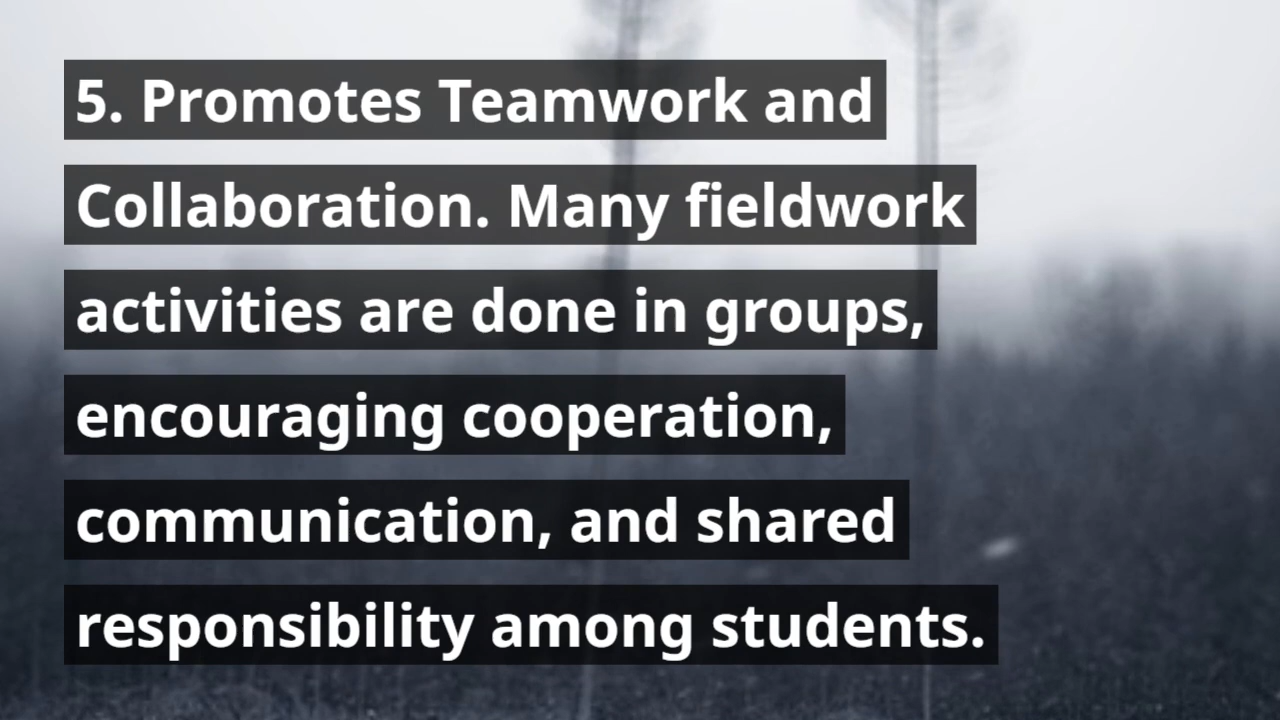 5. Promotes Teamwork and
Collaboration. Many fieldwork
activities are done in groups,
encouraging cooperation,
communication, and shared
responsibility among students.